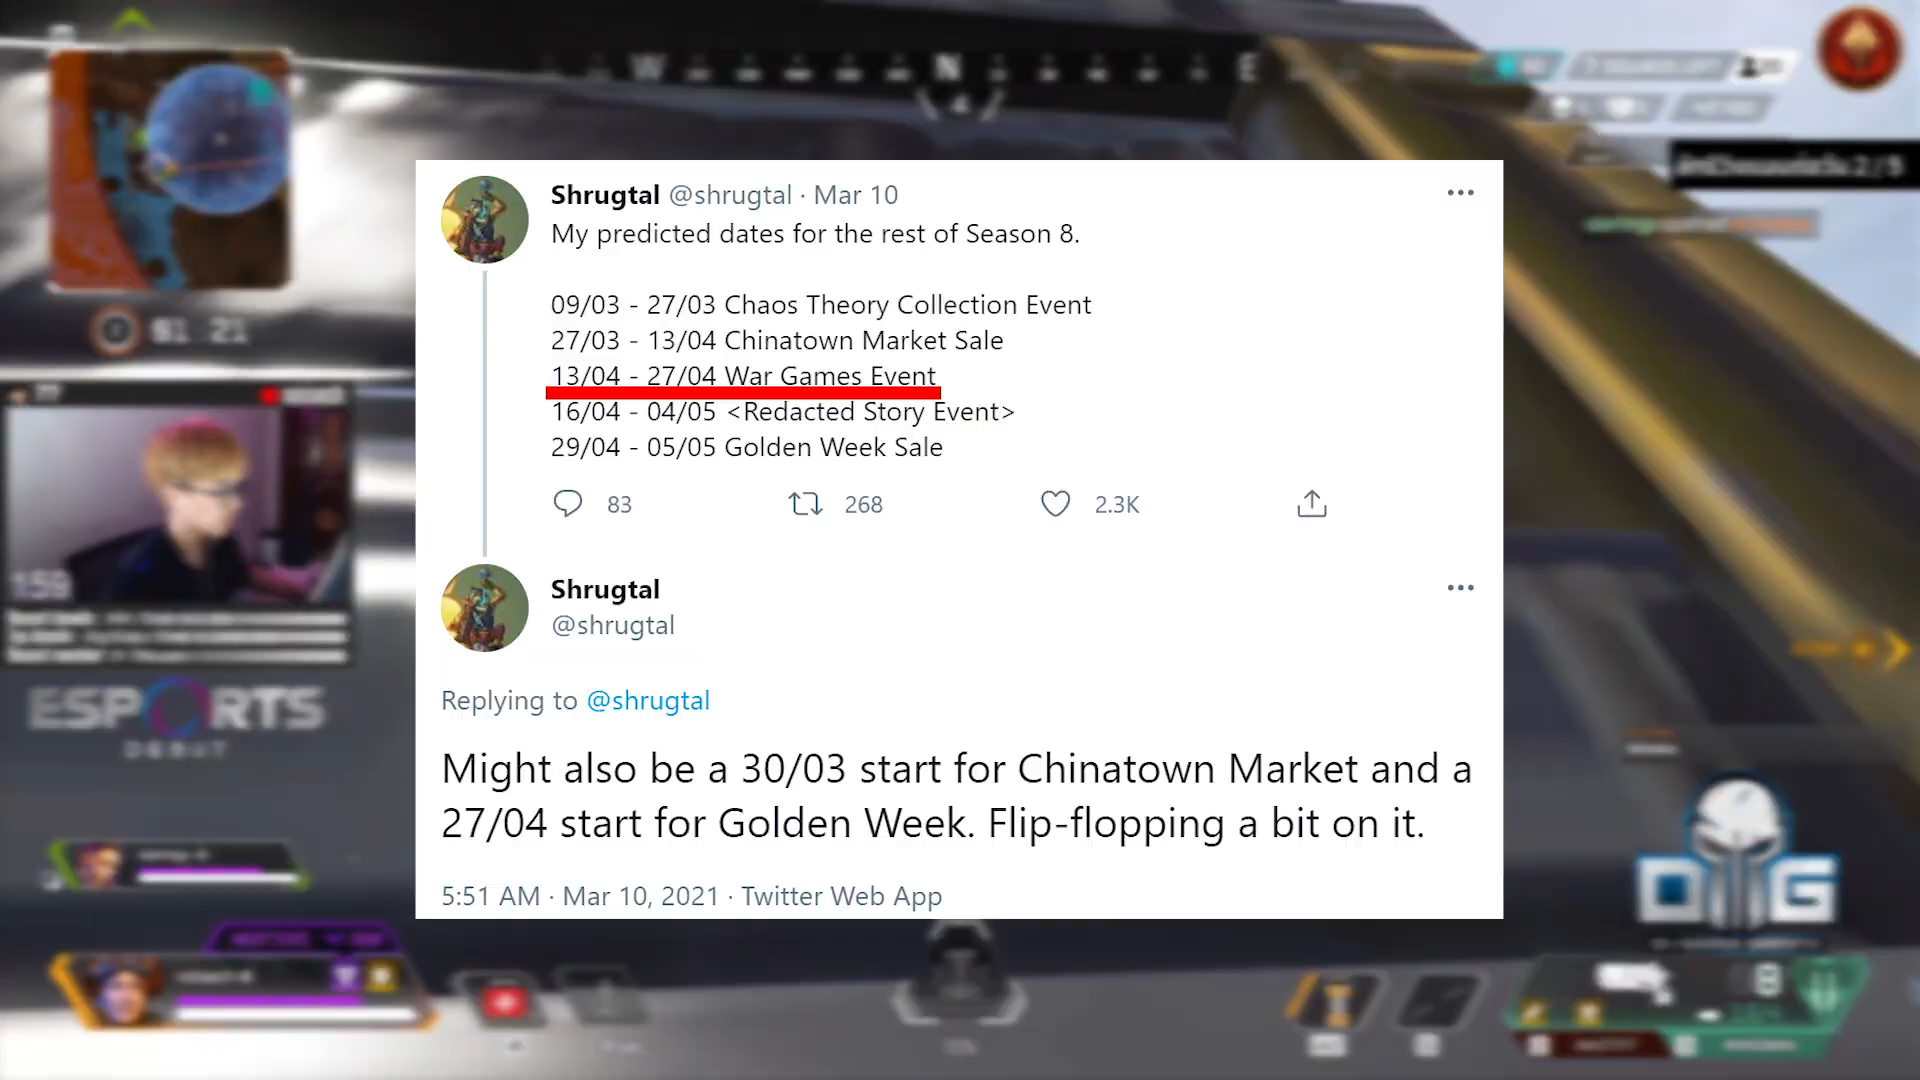 W N E
Shrugtal @shrugtal · Mar 10
My predicted dates for the rest of Season 8.
09/03 - 27/03 Chaos Theory Collection Event
27/03 - 13/04 Chinatown Market Sale
13/04 - 27/04 War Games Event
16/04 - 04/05 <Redacted Story Event>
29/04 - 05/05 Golden Week Sale
83 268 2.3K
Shrugtal
@shrugtal
Replying to @shrugtal
Might also be a 30/03 start for Chinatown Market and a
27/04 start for Golden Week. Flip-flopping a bit on it.
5:51 AM · Mar 10, 2021 · Twitter Web App
159
ESPORTS
DEBUT